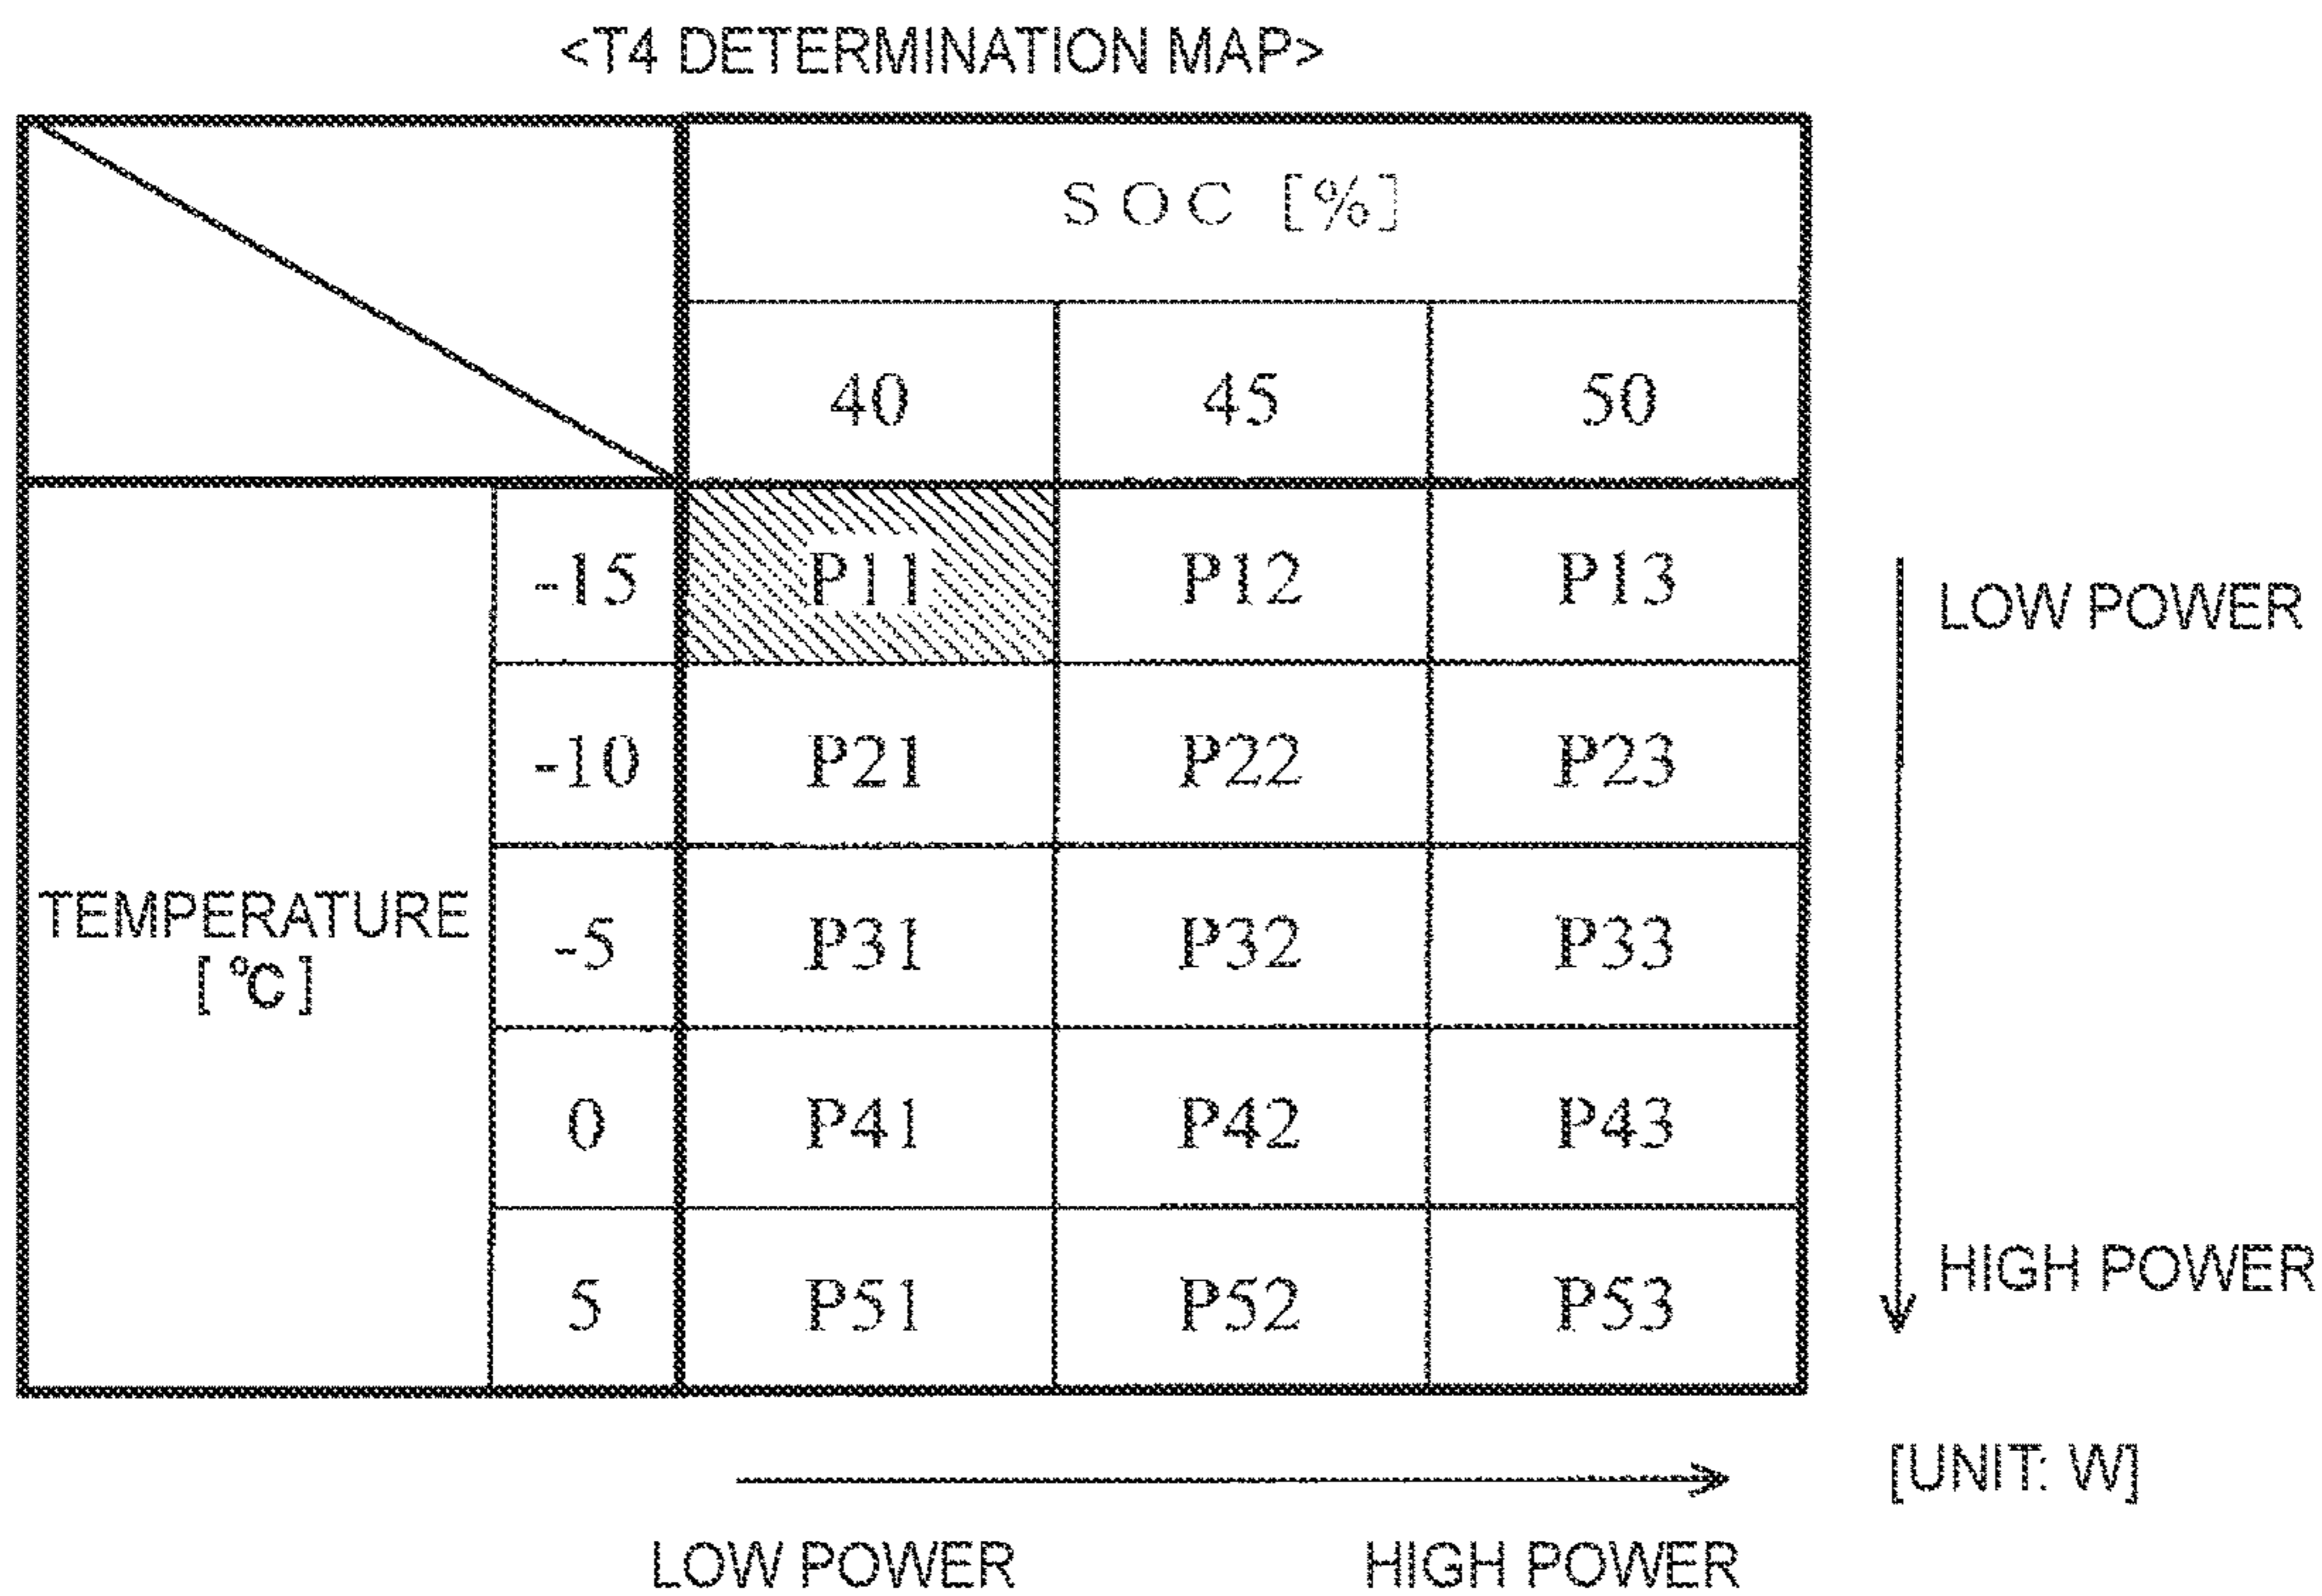 <T4 DETERMINATION MAP>
SOC [%]
40 45 50
-15 P11 P12 P13
LOW POWER
-10 P21 P22 P23
TEMPERATURE
[℃]
-5 P31 P32 P33
0 P41 P42 P43
5 P51 P52 P53
HIGH POWER
[UNIT: W]
LOW POWER HIGH POWER